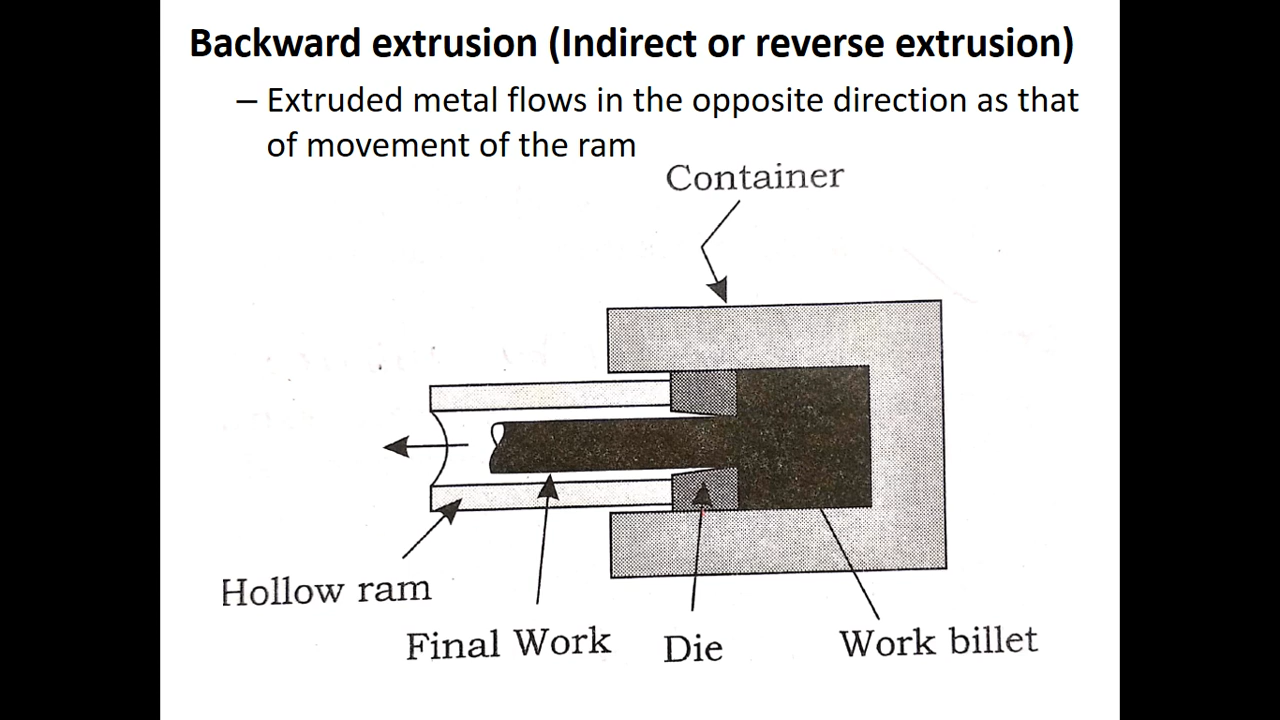 Backward extrusion (Indirect or reverse extrusion)
– Extruded metal flows in the opposite direction as that
of movement of the ram
Container
Hollow ram
Final Work
Die
Work billet